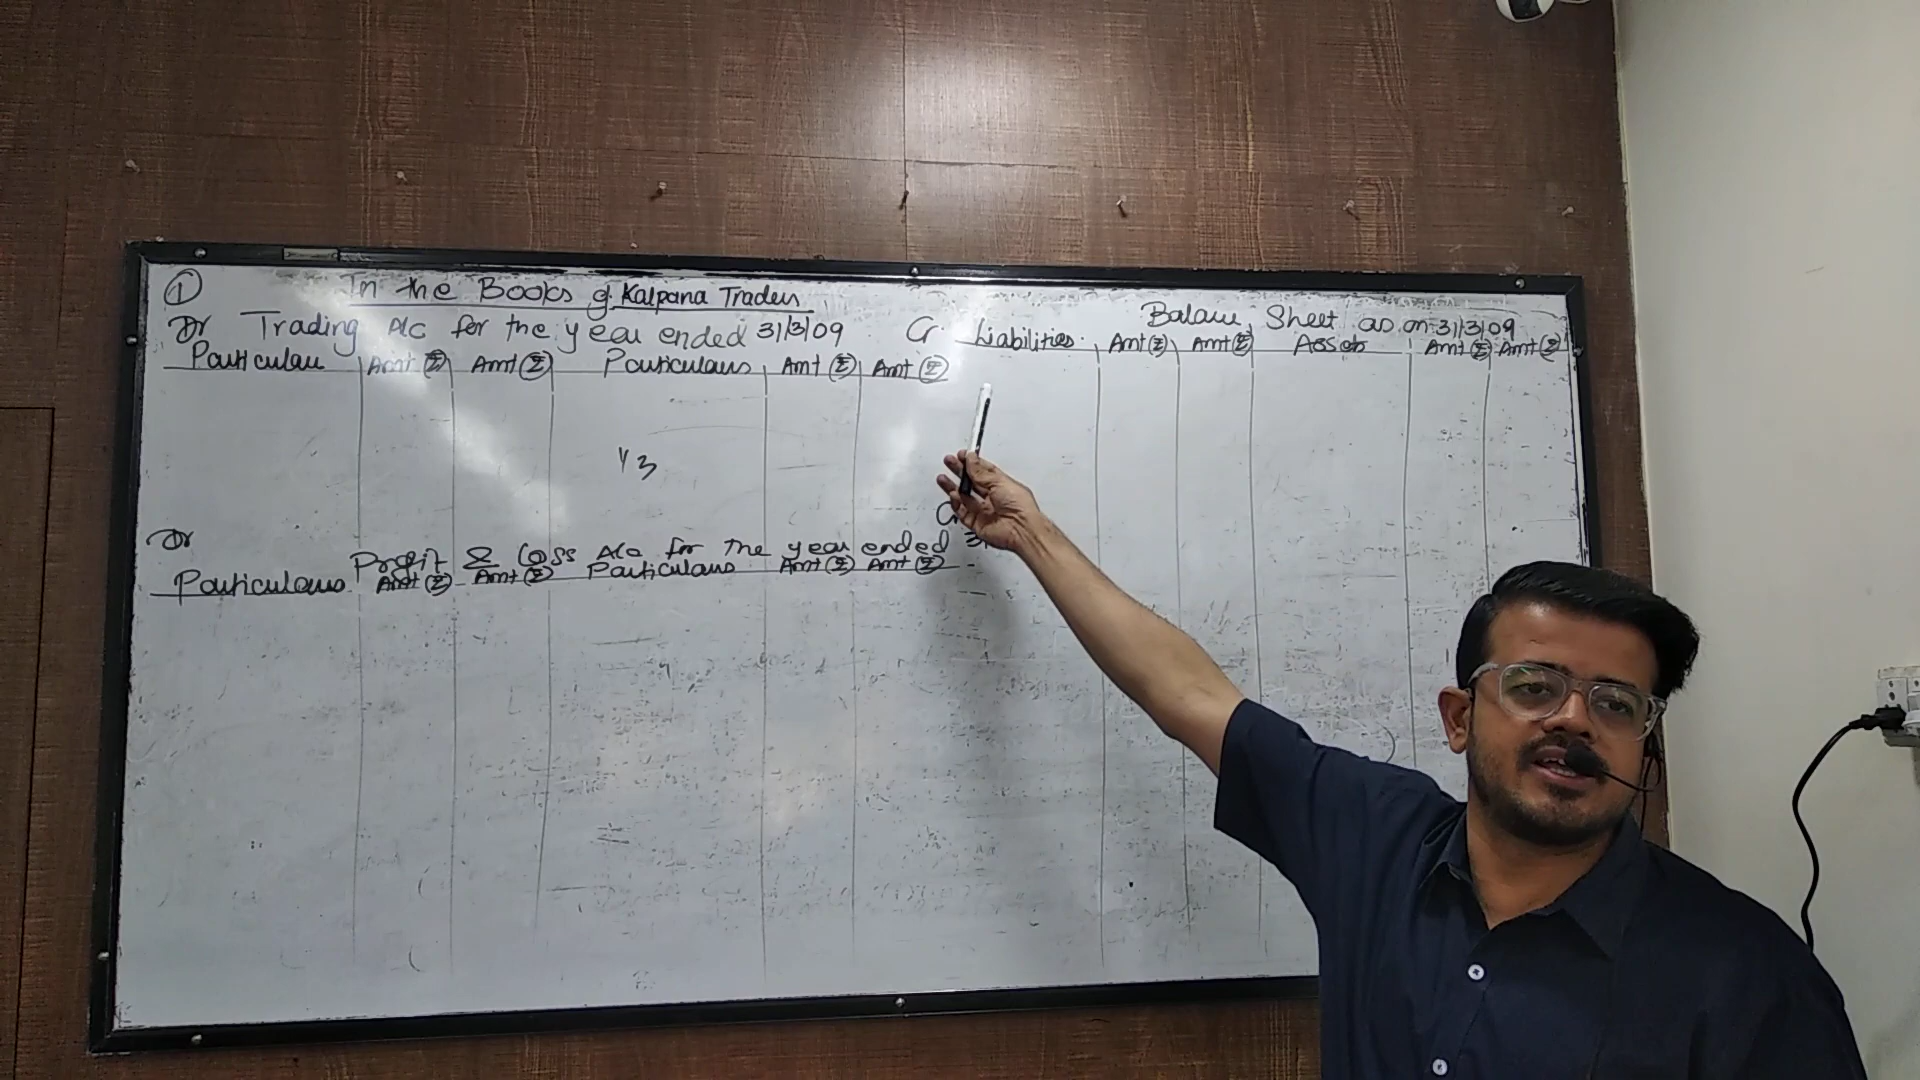 1
In the Books of Kalpana Traders
Dr Trading A/c for the year ended 31/3/09 Cr
Particulars Amt (₹) Amt (₹) Particulars Amt (₹) Amt (₹)
Balance Sheet as on 31/3/09
Liabilities Amt (₹) Amt (₹) Assets Amt (₹) Amt (₹)
Dr Cr
Profit & Loss A/c for the year ended 31
Particulars Amt (₹) Amt (₹) Particulars Amt (₹) Amt (₹)